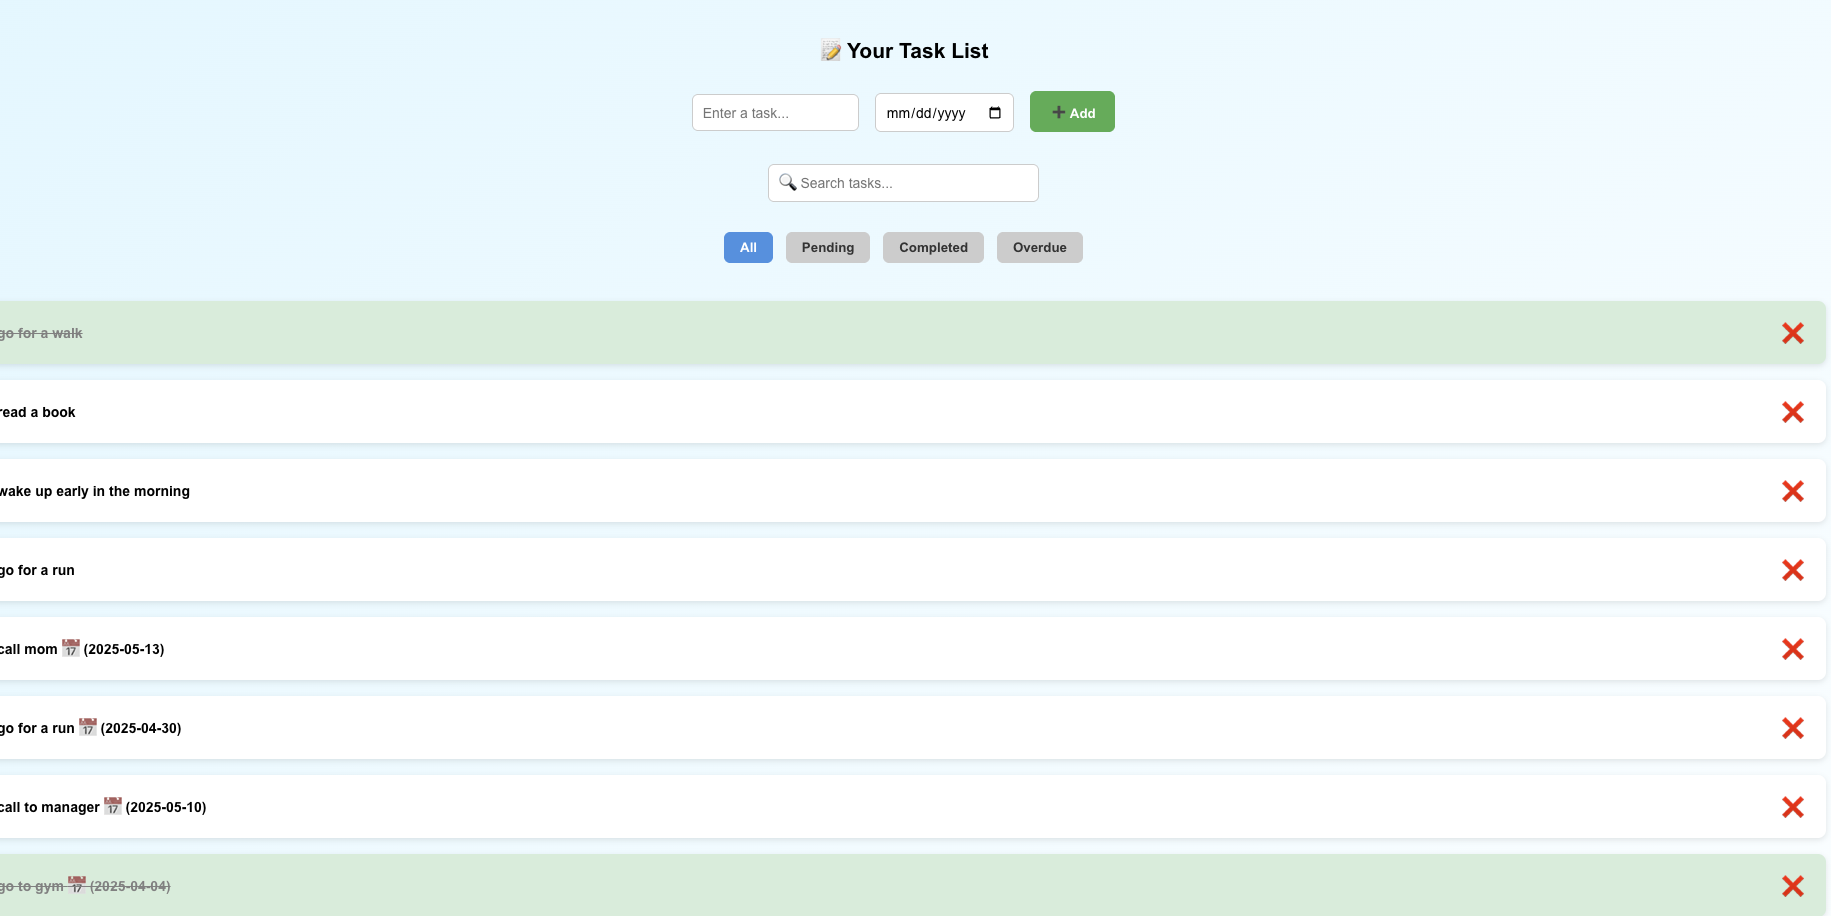 Your Task List
Enter a task...
mm/dd/yyyy
Add
Search tasks...
All Pending Completed Overdue
go for a walk
read a book
wake up early in the morning
go for a run
call mom 📅 (2025-05-13)
go for a run 📅 (2025-04-30)
call to manager 📅 (2025-05-10)
go to gym 📅 (2025-04-04)